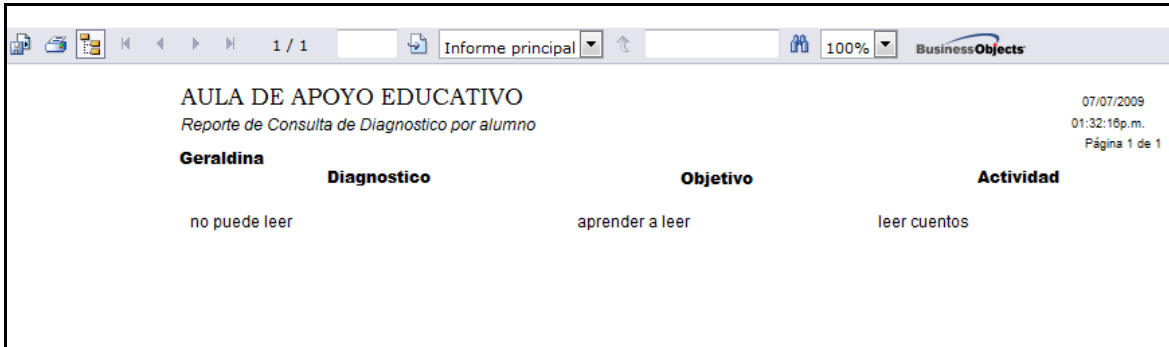 1 / 1 Informe principal 100% BusinessObjects
AULA DE APOYO EDUCATIVO
07/07/2009
Reporte de Consulta de Diagnostico por alumno
01:32:16p.m.
Página 1 de 1
Geraldina
Diagnostico Objetivo Actividad
no puede leer aprender a leer leer cuentos